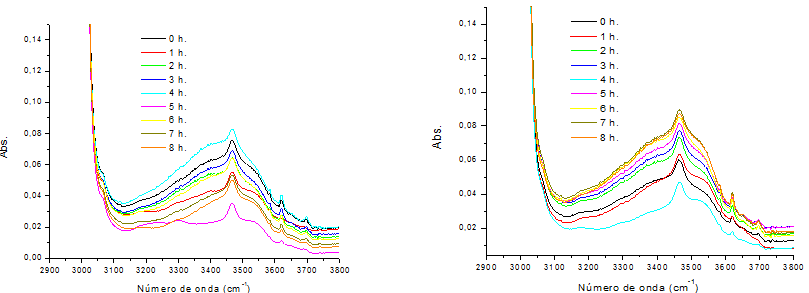 0,14
0,12
0,10
0,08
0,06
0,04
0,02
0,00
Abs.
0 h.
1 h.
2 h.
3 h.
4 h.
5 h.
6 h.
7 h.
8 h.
2900 3000 3100 3200 3300 3400 3500 3600 3700 3800
Número de onda (cm⁻¹)
0,14
0,12
0,10
0,08
0,06
0,04
0,02
Abs.
0 h.
1 h.
2 h.
3 h.
4 h.
5 h.
6 h.
7 h.
8 h.
2900 3000 3100 3200 3300 3400 3500 3600 3700 3800
Número de onda (cm⁻¹)